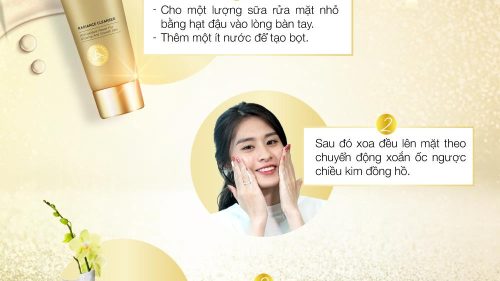 RADIANCE CLEANSER
- Cho một lượng sữa rửa mặt nhỏ
bằng hạt đậu vào lòng bàn tay.
- Thêm một ít nước để tạo bọt.
2
Sau đó xoa đều lên mặt theo
chuyển động xoắn ốc ngược
chiều kim đồng hồ.